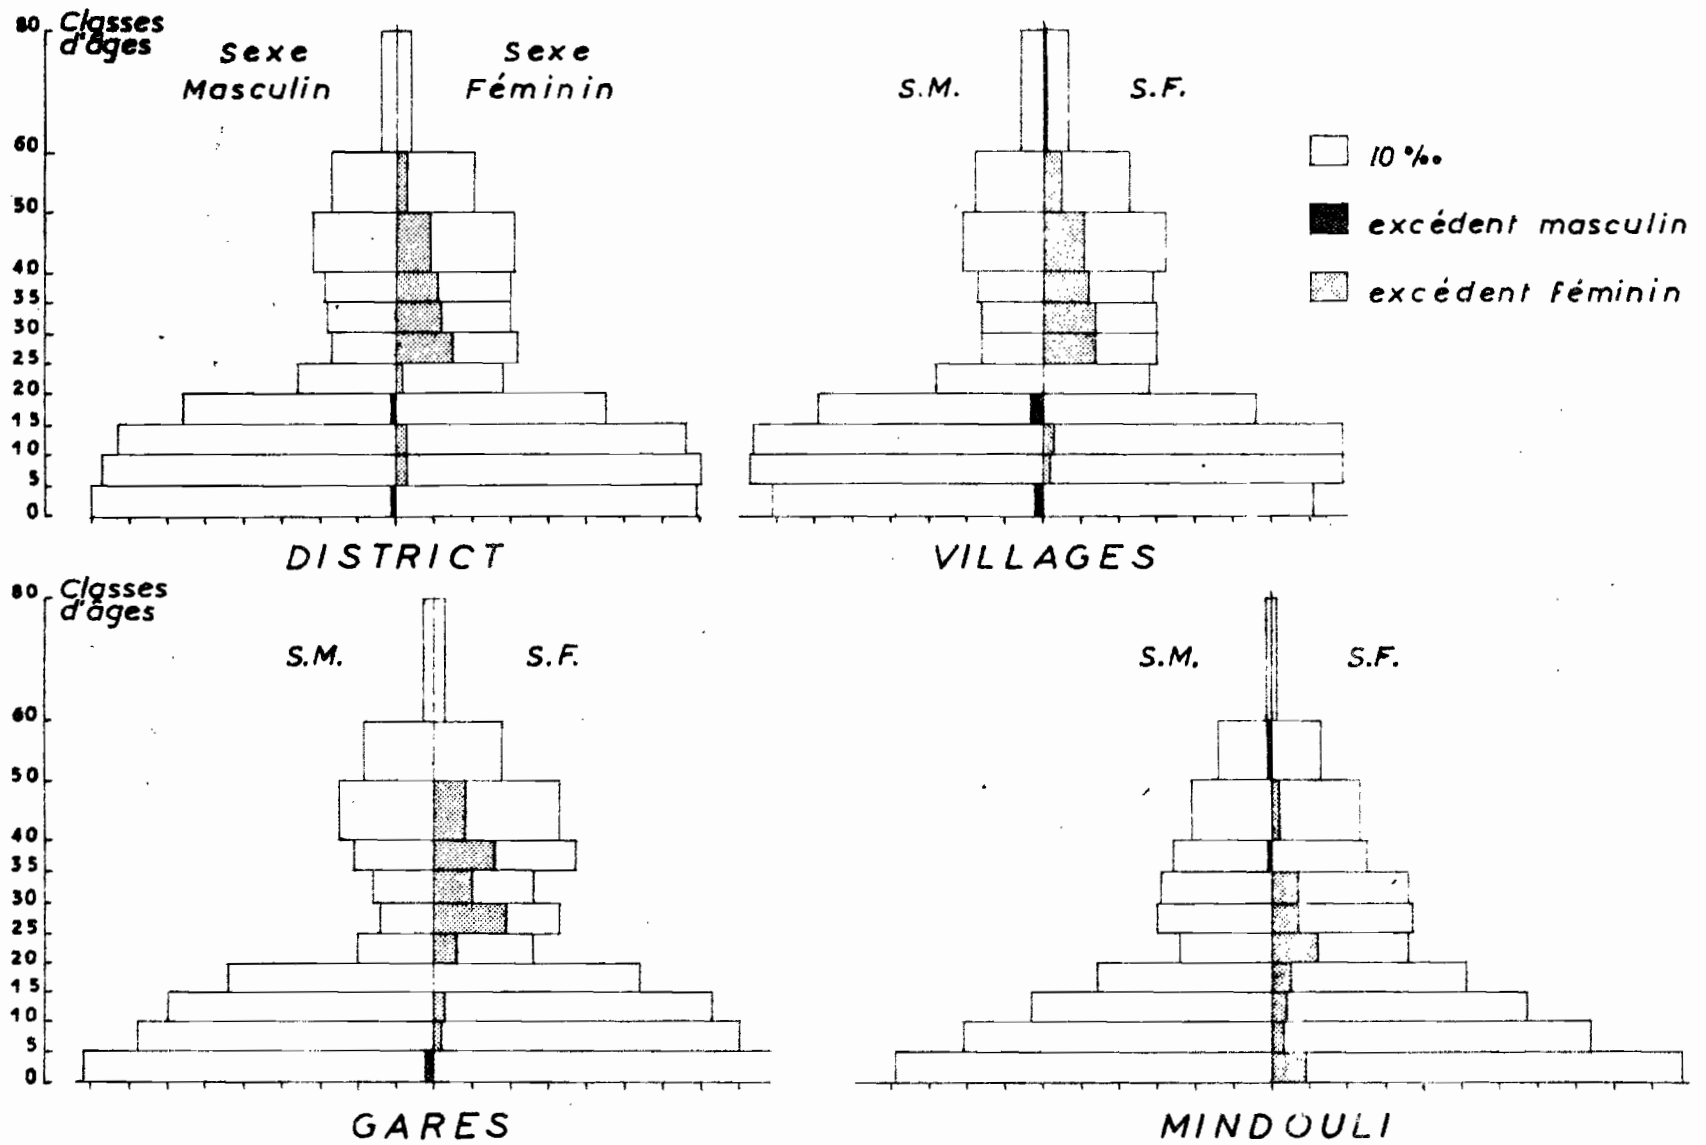 Classes
d'âges
Sexe
Masculin
Sexe
Féminin
80
60
50
40
35
30
25
20
15
10
5
0
DISTRICT
S.M.
S.F.
VILLAGES
10 ‰
excédent masculin
excédent féminin
Classes
d'âges
80
60
50
40
35
30
25
20
15
10
5
0
S.M.
S.F.
GARES
S.M.
S.F.
MINDOULI